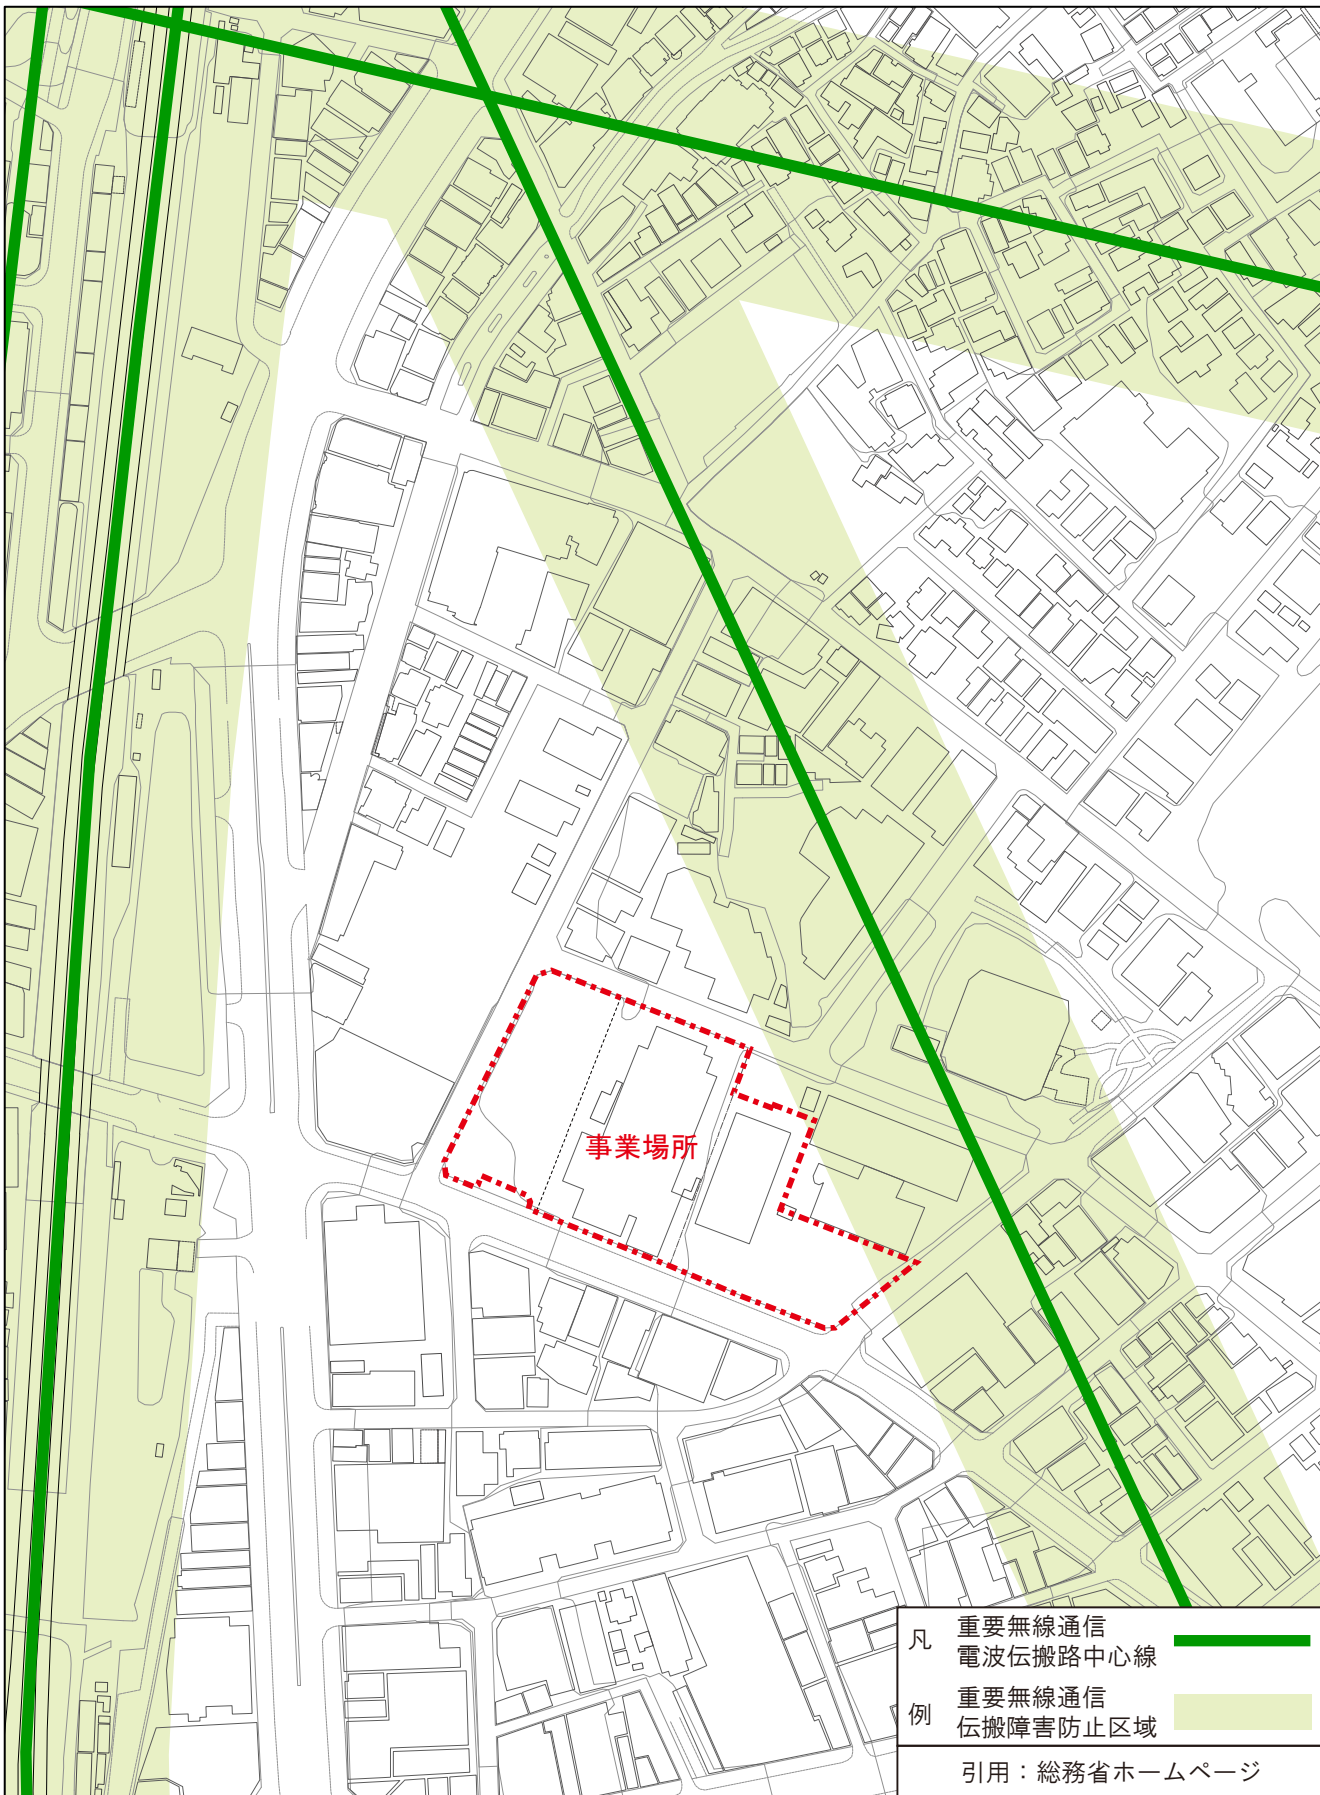 事業場所
凡
重要無線通信
電波伝搬路中心線
例
重要無線通信
伝搬障害防止区域
引用：総務省ホームページ